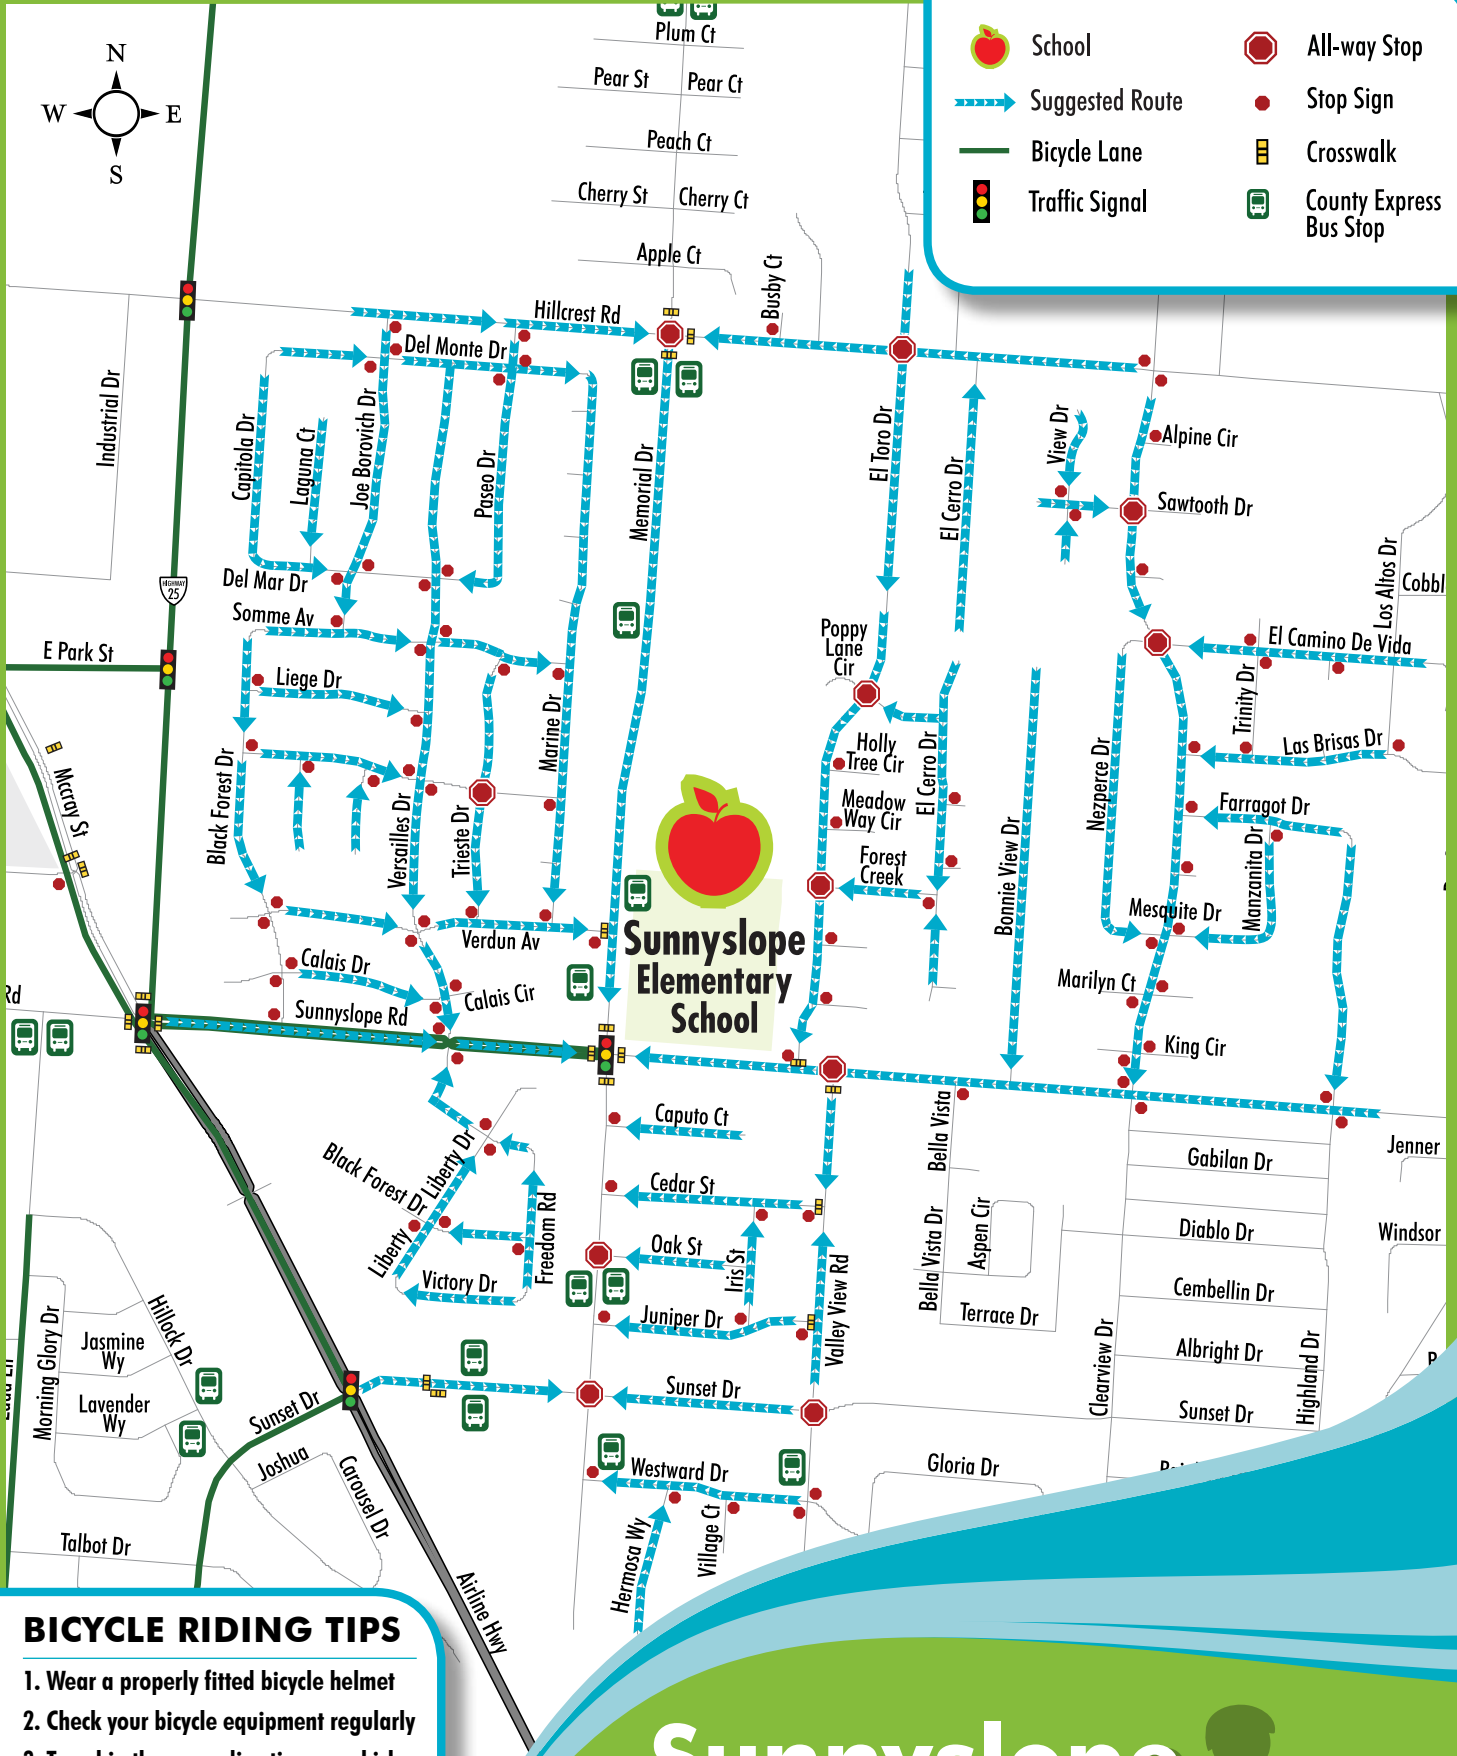 N
W
E
S
School
All-way Stop
Suggested Route
Stop Sign
Bicycle Lane
Crosswalk
Traffic Signal
County Express
Bus Stop
Plum Ct
Pear St
Pear Ct
Peach Ct
Cherry St
Cherry Ct
Apple Ct
Busby Ct
Hillcrest Rd
Del Monte Dr
Industrial Dr
Capitola Dr
Laguna Ct
Joe Borovich Dr
Paseo Dr
Memorial Dr
El Toro Dr
El Cerro Dr
View Dr
Alpine Cir
Sawtooth Dr
Los Altos Dr
Cobbl
HIGHWAY
25
Del Mar Dr
Somme Av
E Park St
Liege Dr
Poppy
Lane
Cir
El Camino De Vida
Trinity Dr
Las Brisas Dr
Marine Dr
Holly
Tree Cir
El Cerro Dr
Nezperce Dr
Mccray St
Black Forest Dr
Versailles Dr
Trieste Dr
Meadow
Way Cir
Farragot Dr
Manzanita Dr
Forest
Creek
Bonnie View Dr
Mesquite Dr
Verdun Av
Sunnyslope
Elementary
School
Calais Dr
Calais Cir
Marilyn Ct
Rd
Sunnyslope Rd
King Cir
Caputo Ct
Bella Vista
Jenner
Black Forest Dr
Liberty Dr
Gabilan Dr
Cedar St
Freedom Rd
Liberty
Oak St
Iris St
Valley View Rd
Bella Vista Dr
Aspen Cir
Diablo Dr
Windsor
Victory Dr
Cembellin Dr
Juniper Dr
Terrace Dr
Morning Glory Dr
Jasmine
Wy
Hillock Dr
Clearview Dr
Albright Dr
Highland Dr
Lavender
Wy
Sunset Dr
Sunset Dr
Sunset Dr
Joshua
Carousel Dr
Westward Dr
Gloria Dr
Hermosa Wy
Village Ct
Talbot Dr
Airline Hwy
BICYCLE RIDING TIPS
1. Wear a properly fitted bicycle helmet
2. Check your bicycle equipment regularly
Sunnyslope